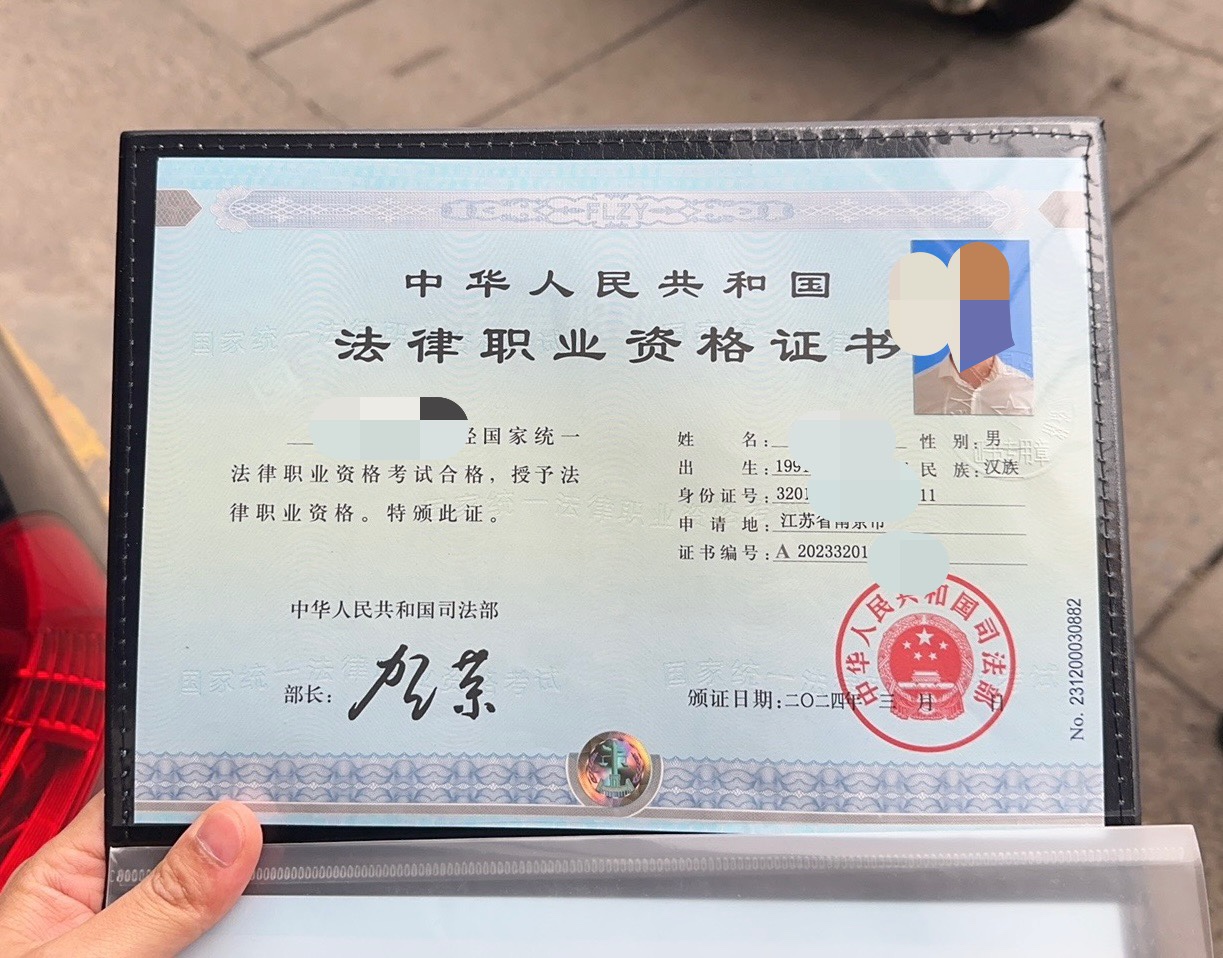 FLZY
中华人民共和国
法律职业资格证书
国家统一
法律职业资格考试合格，授予法
律职业资格。特颁此证。
中华人民共和国司法部
部长：
姓名： 性别：男
出生：199 民族：汉族
身份证号：3201 11
申请地：江苏省南京市
证书编号：A 20233201
中华人民共和国司法部
颁证日期：二〇二四年 三 月 日
No. 231200030882